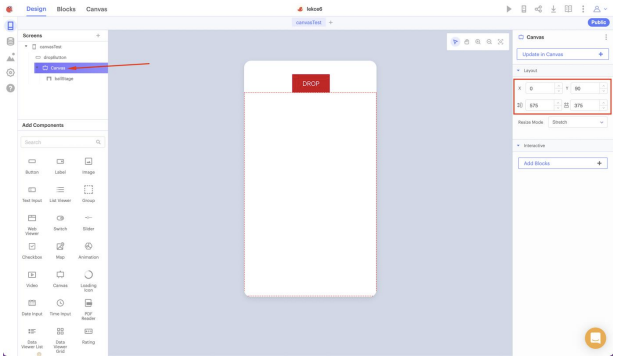 Design Blocks Canvas
lekce6
canvasTest +
Public
Screens +
canvasTest
dropButton
Canvas
ballStage
DROP
Add Components
Search
Button Label Image
Text Input List Viewer Group
Web Viewer Switch Slider
Checkbox Map Animation
Video Canvas Loading Icon
Date Input Time Input PDF Reader
Data Viewer List Data Viewer Grid Rating
Canvas
Update in Canvas +
Layout
X 0 Y 90
575 375
Resize Mode Stretch
Interactive
Add Blocks +